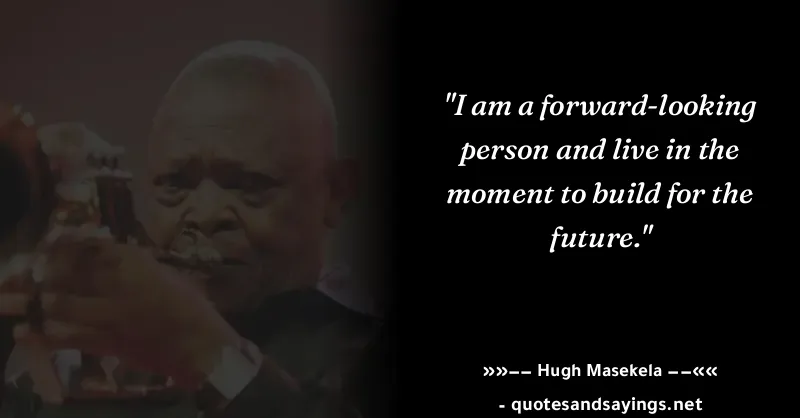 "I am a forward-looking
person and live in the
moment to build for the
future."
»»−− Hugh Masekela −−««
- quotesandsayings.net